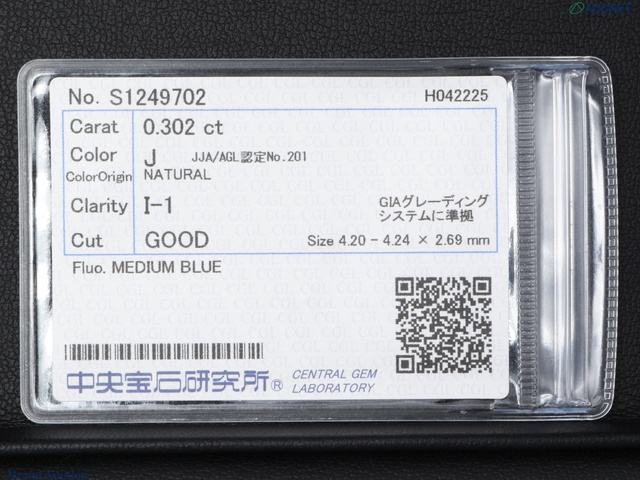 No. S1249702 H042225
Carat 0.302 ct
Color J JJA/AGL認定No.201
ColorOrigin NATURAL
Clarity I-1 GIAグレーディング
システムに準拠
Cut GOOD Size 4.20 - 4.24 × 2.69 mm
Fluo. MEDIUM BLUE
中央宝石研究所® CENTRAL GEM
LABORATORY